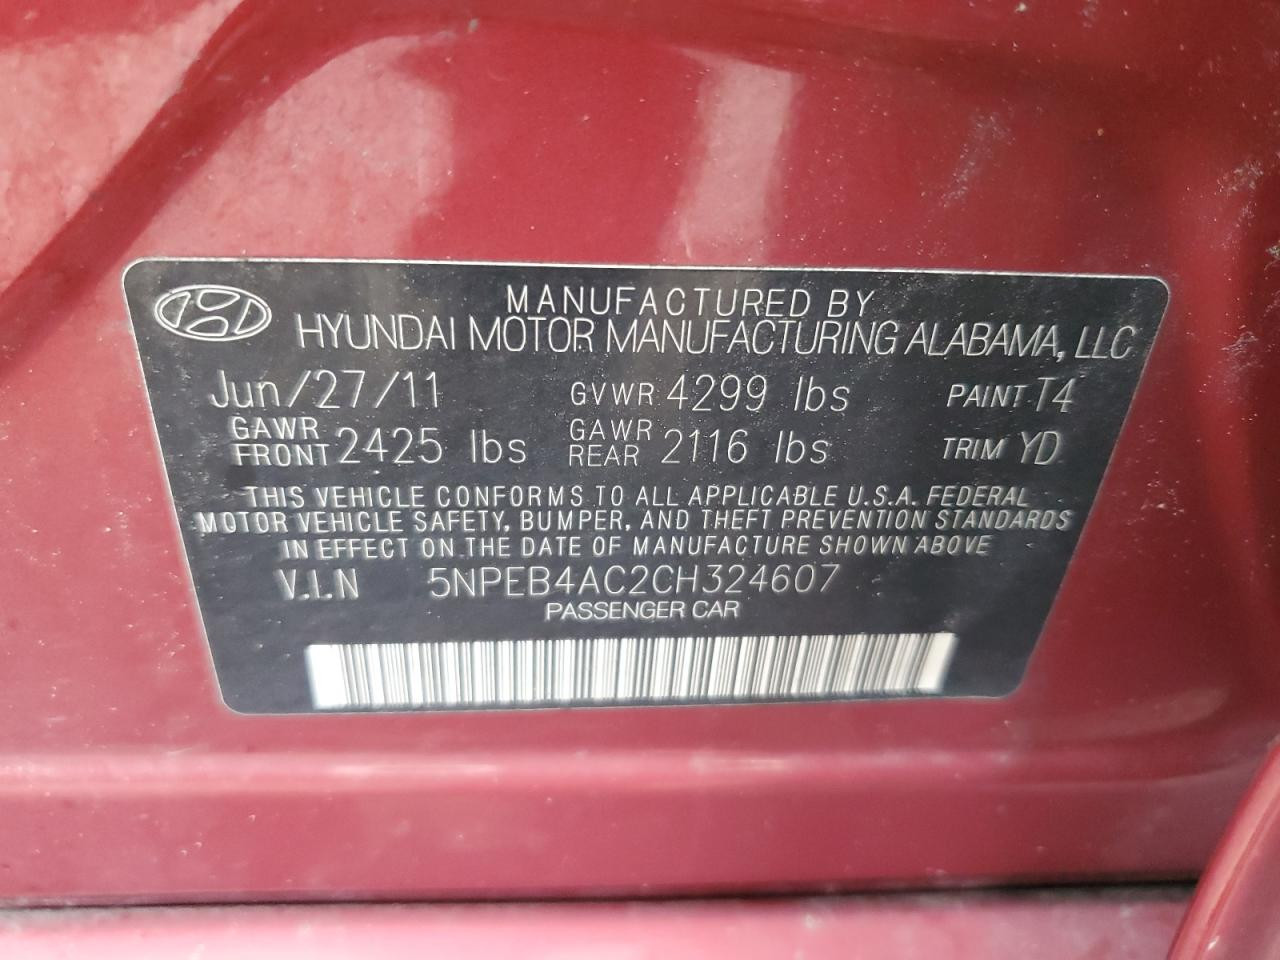 MANUFACTURED BY
HYUNDAI MOTOR MANUFACTURING ALABAMA, LLC
Jun/27/11 GVWR 4299 lbs PAINT T4
GAWR FRONT 2425 lbs GAWR REAR 2116 lbs TRIM YD
THIS VEHICLE CONFORMS TO ALL APPLICABLE U.S.A. FEDERAL
MOTOR VEHICLE SAFETY, BUMPER, AND THEFT PREVENTION STANDARDS
IN EFFECT ON THE DATE OF MANUFACTURE SHOWN ABOVE
V.I.N 5NPEB4AC2CH324607
PASSENGER CAR